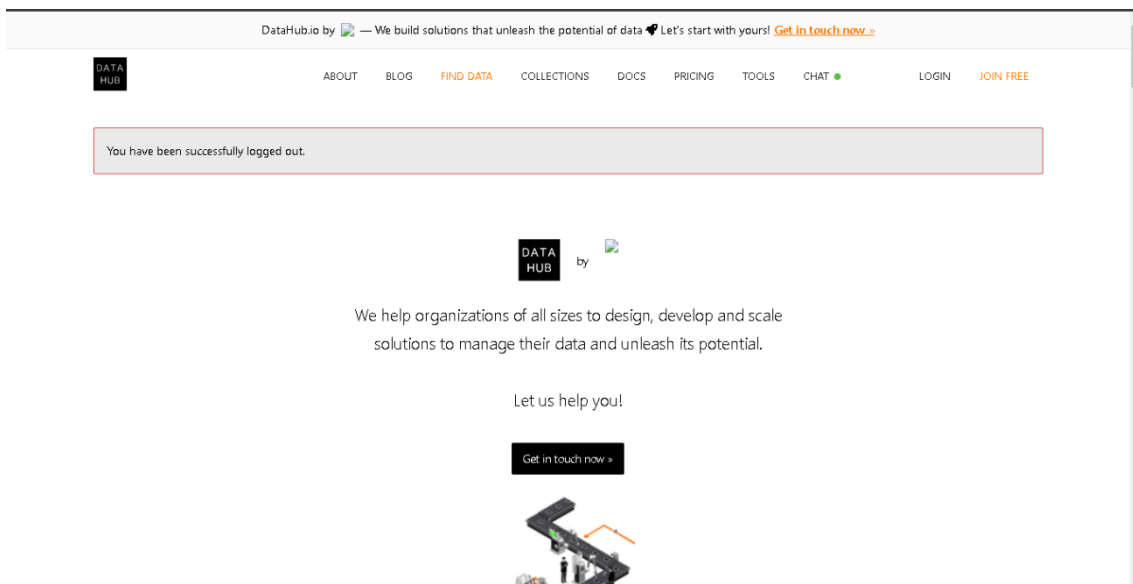 DataHub.io by — We build solutions that unleash the potential of data Let's start with yours! Get in touch now »
DATA
HUB
ABOUT BLOG FIND DATA COLLECTIONS DOCS PRICING TOOLS CHAT LOGIN JOIN FREE
You have been successfully logged out.
DATA
HUB
by
We help organizations of all sizes to design, develop and scale
solutions to manage their data and unleash its potential.
Let us help you!
Get in touch now »